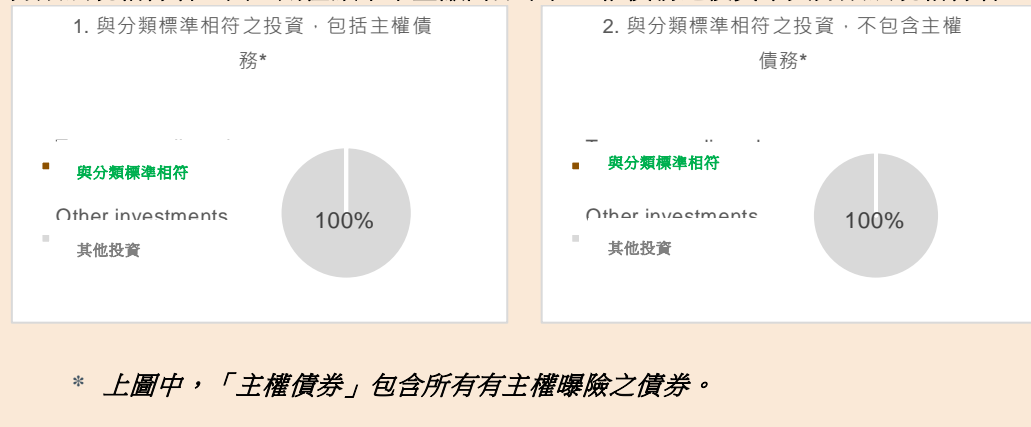 1. 與分類標準相符之投資，包括主權債
務*
與分類標準相符
Other investments
其他投資
100%
2. 與分類標準相符之投資，不包含主權
債務*
與分類標準相符
Other investments
其他投資
100%
* 上圖中，「主權債券」包含所有有主權曝險之債券。